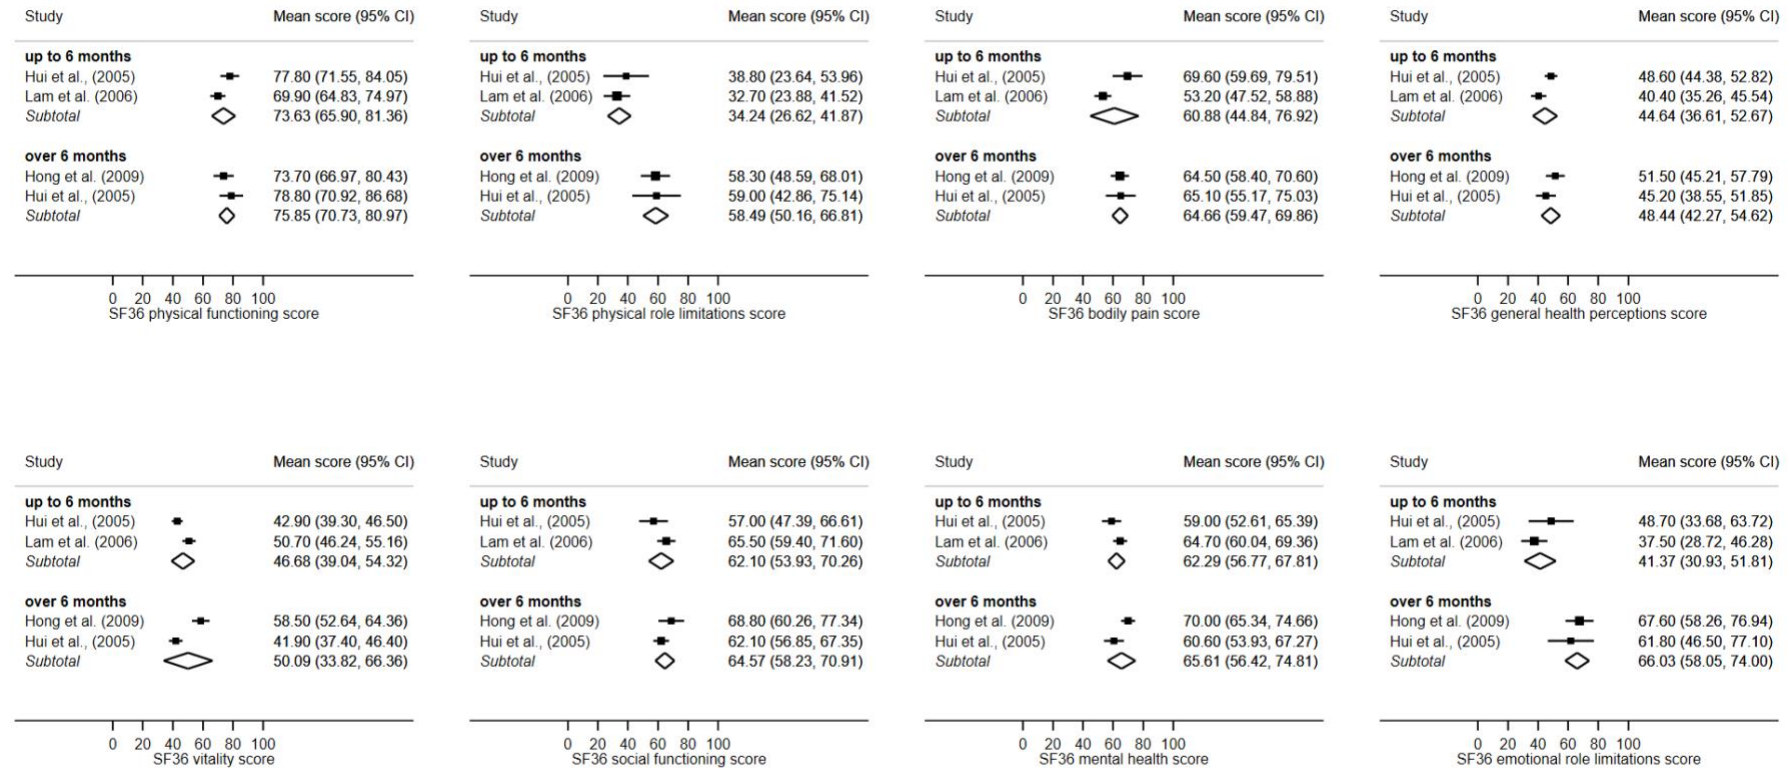 Study Mean score (95% CI)
up to 6 months
Hui et al., (2005) 77.80 (71.55, 84.05)
Lam et al. (2006) 69.90 (64.83, 74.97)
Subtotal 73.63 (65.90, 81.36)
over 6 months
Hong et al. (2009) 73.70 (66.97, 80.43)
Hui et al., (2005) 78.80 (70.92, 86.68)
Subtotal 75.85 (70.73, 80.97)
0 20 40 60 80 100
SF36 physical functioning score
Study Mean score (95% CI)
up to 6 months
Hui et al., (2005) 38.80 (23.64, 53.96)
Lam et al. (2006) 32.70 (23.88, 41.52)
Subtotal 34.24 (26.62, 41.87)
over 6 months
Hong et al. (2009) 58.30 (48.59, 68.01)
Hui et al., (2005) 59.00 (42.86, 75.14)
Subtotal 58.49 (50.16, 66.81)
0 20 40 60 80 100
SF36 physical role limitations score
Study Mean score (95% CI)
up to 6 months
Hui et al., (2005) 69.60 (59.69, 79.51)
Lam et al. (2006) 53.20 (47.52, 58.88)
Subtotal 60.88 (44.84, 76.92)
over 6 months
Hong et al. (2009) 64.50 (58.40, 70.60)
Hui et al., (2005) 65.10 (55.17, 75.03)
Subtotal 64.66 (59.47, 69.86)
0 20 40 60 80 100
SF36 bodily pain score
Study Mean score (95% CI)
up to 6 months
Hui et al., (2005) 48.60 (44.38, 52.82)
Lam et al. (2006) 40.40 (35.26, 45.54)
Subtotal 44.64 (36.61, 52.67)
over 6 months
Hong et al. (2009) 51.50 (45.21, 57.79)
Hui et al., (2005) 45.20 (38.55, 51.85)
Subtotal 48.44 (42.27, 54.62)
0 20 40 60 80 100
SF36 general health perceptions score
Study Mean score (95% CI)
up to 6 months
Hui et al., (2005) 42.90 (39.30, 46.50)
Lam et al. (2006) 50.70 (46.24, 55.16)
Subtotal 46.68 (39.04, 54.32)
over 6 months
Hong et al. (2009) 58.50 (52.64, 64.36)
Hui et al., (2005) 41.90 (37.40, 46.40)
Subtotal 50.09 (33.82, 66.36)
0 20 40 60 80 100
SF36 vitality score
Study Mean score (95% CI)
up to 6 months
Hui et al., (2005) 57.00 (47.39, 66.61)
Lam et al. (2006) 65.50 (59.40, 71.60)
Subtotal 62.10 (53.93, 70.26)
over 6 months
Hong et al. (2009) 68.80 (60.26, 77.34)
Hui et al., (2005) 62.10 (56.85, 67.35)
Subtotal 64.57 (58.23, 70.91)
0 20 40 60 80 100
SF36 social functioning score
Study Mean score (95% CI)
up to 6 months
Hui et al., (2005) 59.00 (52.61, 65.39)
Lam et al. (2006) 64.70 (60.04, 69.36)
Subtotal 62.29 (56.77, 67.81)
over 6 months
Hong et al. (2009) 70.00 (65.34, 74.66)
Hui et al., (2005) 60.60 (53.93, 67.27)
Subtotal 65.61 (56.42, 74.81)
0 20 40 60 80 100
SF36 mental health score
Study Mean score (95% CI)
up to 6 months
Hui et al., (2005) 48.70 (33.68, 63.72)
Lam et al. (2006) 37.50 (28.72, 46.28)
Subtotal 41.37 (30.93, 51.81)
over 6 months
Hong et al. (2009) 67.60 (58.26, 76.94)
Hui et al., (2005) 61.80 (46.50, 77.10)
Subtotal 66.03 (58.05, 74.00)
0 20 40 60 80 100
SF36 emotional role limitations score